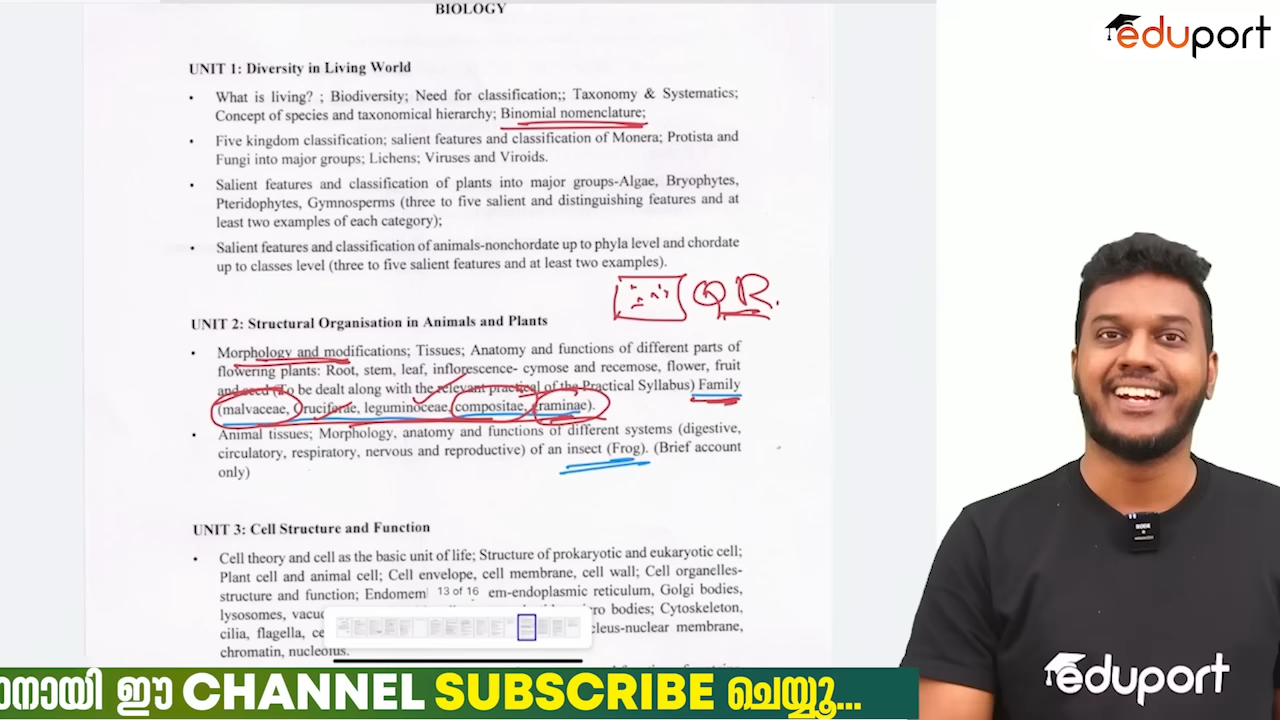 BIOLOGY
eduport
UNIT 1: Diversity in Living World
• What is living? ; Biodiversity; Need for classification;; Taxonomy & Systematics;
Concept of species and taxonomical hierarchy; Binomial nomenclature;
• Five kingdom classification; salient features and classification of Monera; Protista and
Fungi into major groups; Lichens; Viruses and Viroids.
• Salient features and classification of plants into major groups-Algae, Bryophytes,
Pteridophytes, Gymnosperms (three to five salient and distinguishing features and at
least two examples of each category);
• Salient features and classification of animals-nonchordate up to phyla level and chordate
up to classes level (three to five salient features and at least two examples).
QR.
UNIT 2: Structural Organisation in Animals and Plants
• Morphology and modifications; Tissues; Anatomy and functions of different parts of
flowering plants: Root, stem, leaf, inflorescence- cymose and recemose, flower, fruit
and seed (To be dealt along with the relevant practical of the Practical Syllabus) Family
(malvaceae, Cruciferae, leguminoceae, compositae, graminae).
• Animal tissues; Morphology, anatomy and functions of different systems (digestive,
circulatory, respiratory, nervous and reproductive) of an insect (Frog). (Brief account
only)
UNIT 3: Cell Structure and Function
• Cell theory and cell as the basic unit of life; Structure of prokaryotic and eukaryotic cell;
Plant cell and animal cell; Cell envelope, cell membrane, cell wall; Cell organelles-
structure and function; Endomem 13 of 16 em-endoplasmic reticulum, Golgi bodies,
lysosomes, vacuo ro bodies; Cytoskeleton,
cilia, flagella, ce cleus-nuclear membrane,
chromatin, nucleolus.
eduport
ാനായി ഈ CHANNEL SUBSCRIBE ചെയ്യൂ...